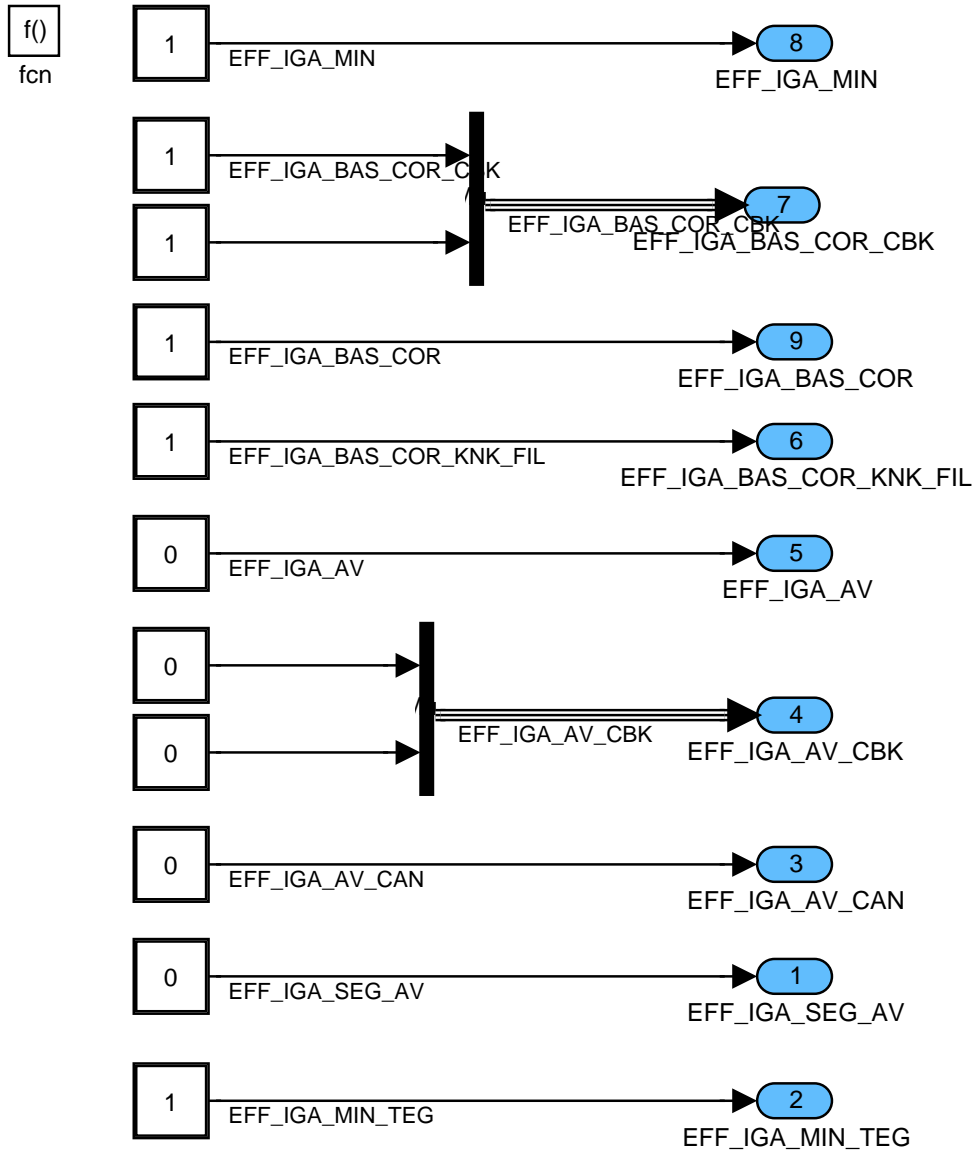 f()
fcn
1
EFF_IGA_MIN
8
EFF_IGA_MIN
1
EFF_IGA_BAS_COR_CBK
1
EFF_IGA_BAS_COR_CBK
7
EFF_IGA_BAS_COR_CBK
1
EFF_IGA_BAS_COR
9
EFF_IGA_BAS_COR
1
EFF_IGA_BAS_COR_KNK_FIL
6
EFF_IGA_BAS_COR_KNK_FIL
0
EFF_IGA_AV
5
EFF_IGA_AV
0
0
EFF_IGA_AV_CBK
4
EFF_IGA_AV_CBK
0
EFF_IGA_AV_CAN
3
EFF_IGA_AV_CAN
0
EFF_IGA_SEG_AV
1
EFF_IGA_SEG_AV
1
EFF_IGA_MIN_TEG
2
EFF_IGA_MIN_TEG